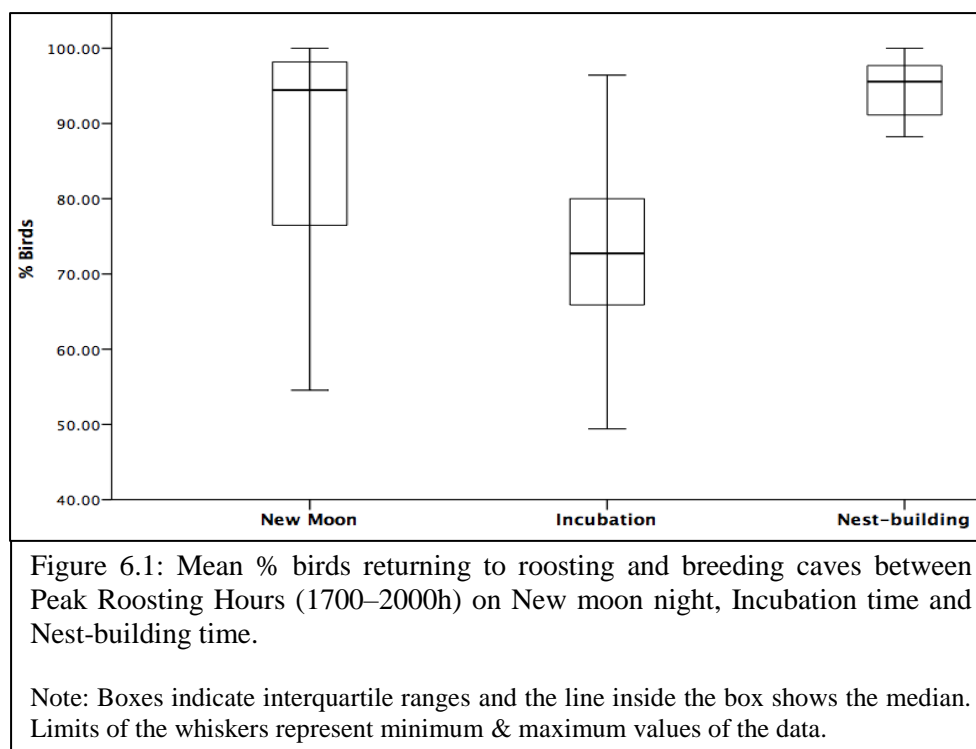 100.00
90.00
80.00
70.00
60.00
50.00
40.00
% Birds
New Moon Incubation Nest-building
Figure 6.1: Mean % birds returning to roosting and breeding caves between
Peak Roosting Hours (1700–2000h) on New moon night, Incubation time and
Nest-building time.
Note: Boxes indicate interquartile ranges and the line inside the box shows the median.
Limits of the whiskers represent minimum & maximum values of the data.